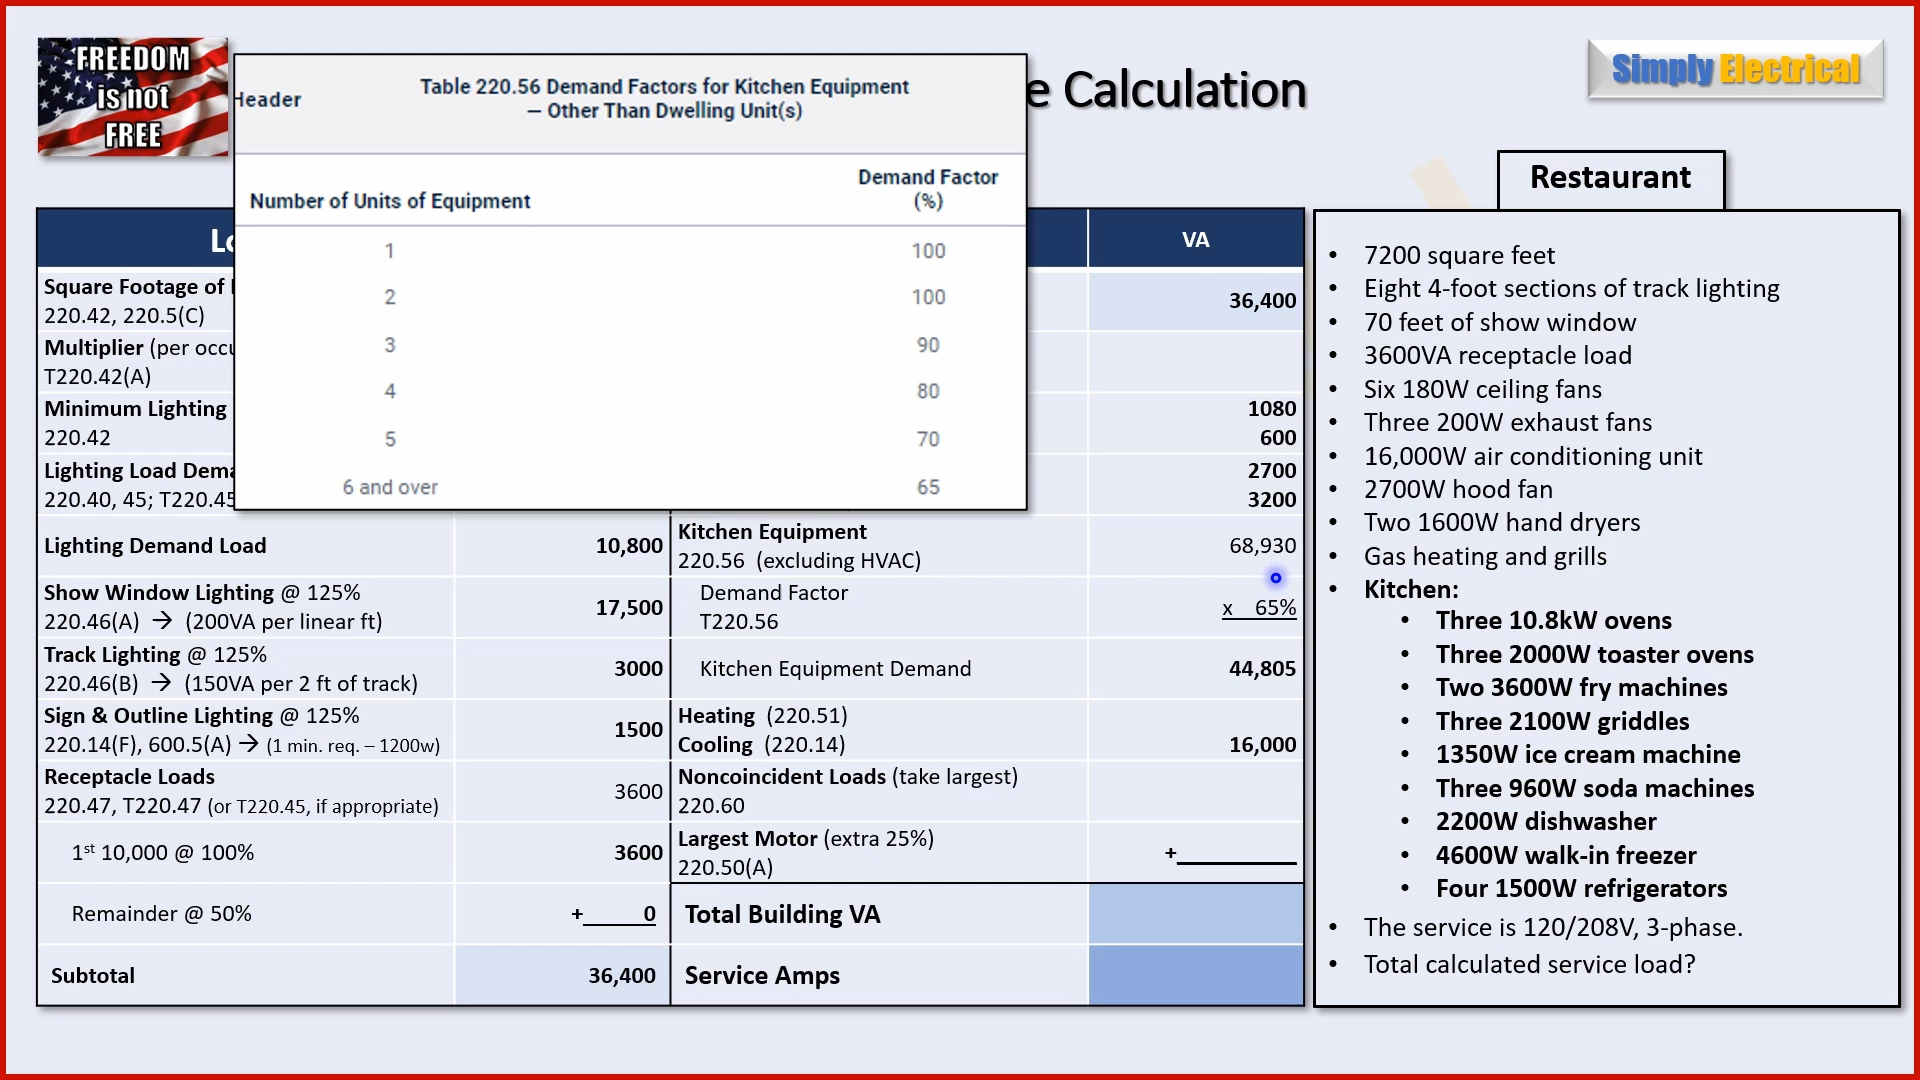 FREEDOM
is not
FREE
Header
Table 220.56 Demand Factors for Kitchen Equipment
— Other Than Dwelling Unit(s)
Number of Units of Equipment
Demand Factor
(%)
1 100
2 100
3 90
4 80
5 70
6 and over 65
e Calculation
Simply Electrical
VA
Square Footage of
220.42, 220.5(C)
36,400
Multiplier (per occu
T220.42(A)
Minimum Lighting
220.42
1080
600
Lighting Load Dema
220.40, 45; T220.45
2700
3200
Lighting Demand Load 10,800
Kitchen Equipment
220.56 (excluding HVAC)
68,930
Show Window Lighting @ 125%
220.46(A) → (200VA per linear ft)
17,500
Demand Factor
T220.56
x 65%
Track Lighting @ 125%
220.46(B) → (150VA per 2 ft of track)
3000
Kitchen Equipment Demand 44,805
Sign & Outline Lighting @ 125%
220.14(F), 600.5(A) → (1 min. req. – 1200w)
1500
Heating (220.51)
Cooling (220.14)
16,000
Receptacle Loads
220.47, T220.47 (or T220.45, if appropriate)
3600
Noncoincident Loads (take largest)
220.60
1st 10,000 @ 100% 3600
Largest Motor (extra 25%)
220.50(A)
+
Remainder @ 50% + 0
Total Building VA
Subtotal 36,400
Service Amps
Restaurant
• 7200 square feet
• Eight 4-foot sections of track lighting
• 70 feet of show window
• 3600VA receptacle load
• Six 180W ceiling fans
• Three 200W exhaust fans
• 16,000W air conditioning unit
• 2700W hood fan
• Two 1600W hand dryers
• Gas heating and grills
• Kitchen:
• Three 10.8kW ovens
• Three 2000W toaster ovens
• Two 3600W fry machines
• Three 2100W griddles
• 1350W ice cream machine
• Three 960W soda machines
• 2200W dishwasher
• 4600W walk-in freezer
• Four 1500W refrigerators
• The service is 120/208V, 3-phase.
• Total calculated service load?